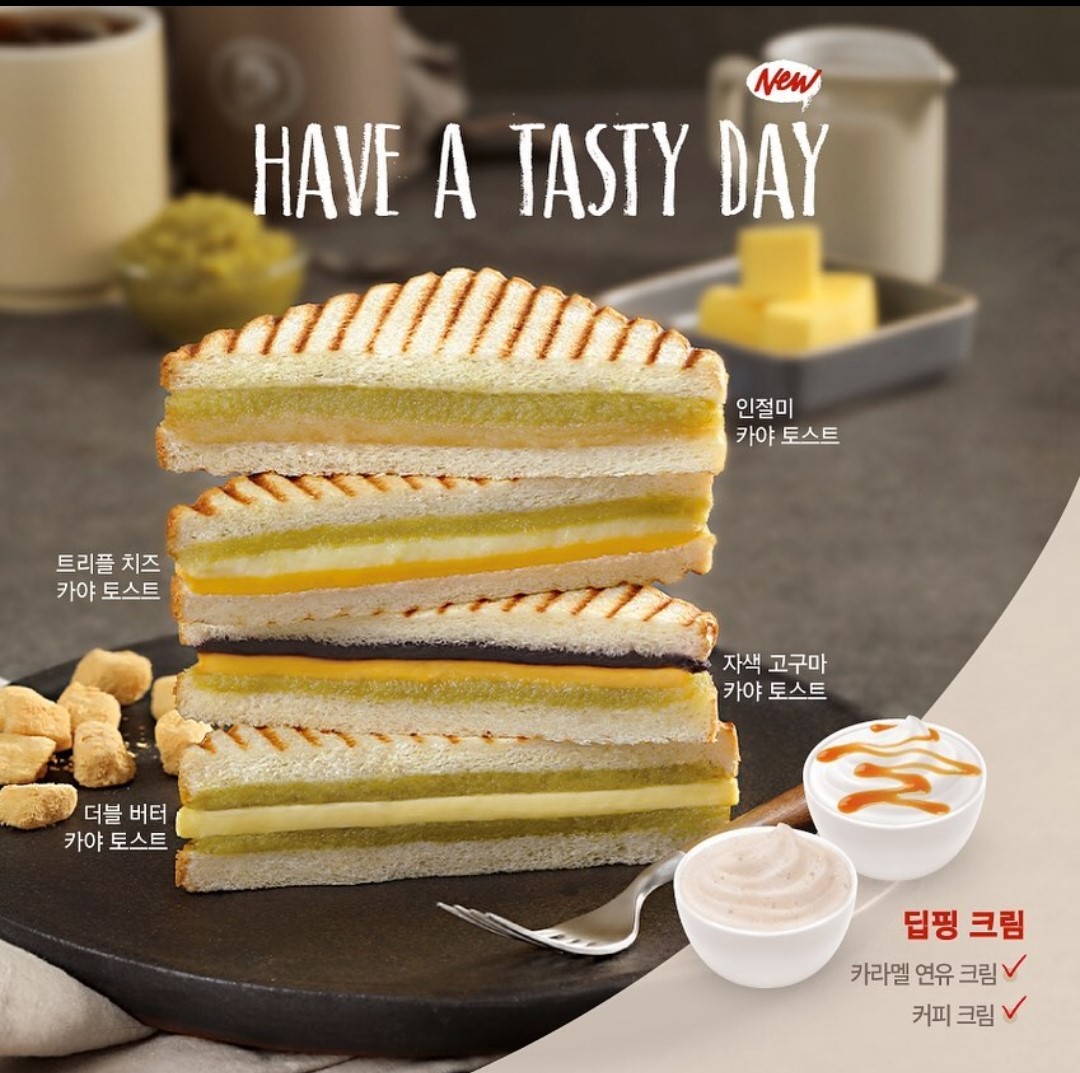 New
HAVE A TASTY DAY
인절미
카야 토스트
트리플 치즈
카야 토스트
자색 고구마
카야 토스트
더블 버터
카야 토스트
딥핑 크림
카라멜 연유 크림
커피 크림